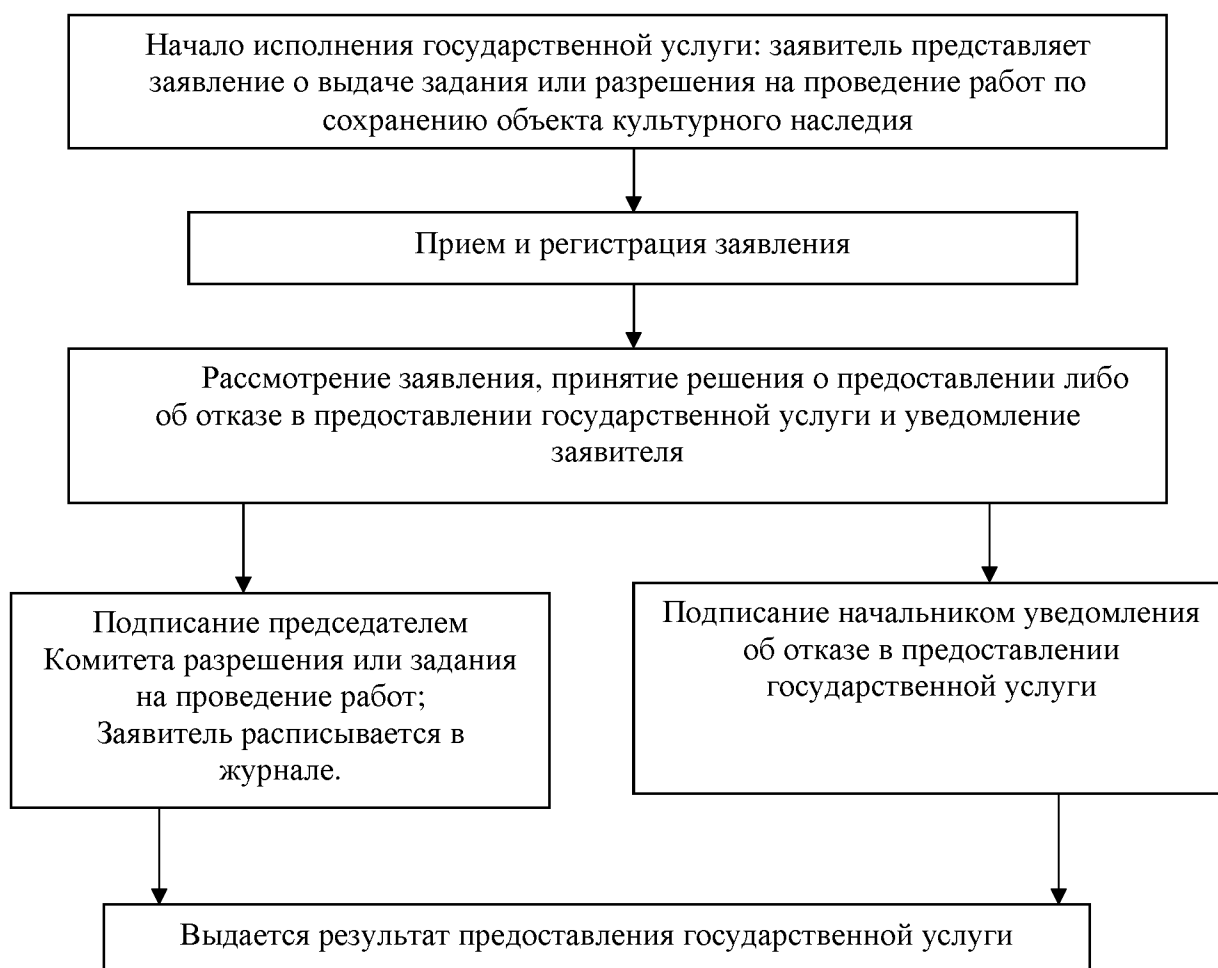 Начало исполнения государственной услуги: заявитель представляет
заявление о выдаче задания или разрешения на проведение работ по
сохранению объекта культурного наследия
Прием и регистрация заявления
Рассмотрение заявления, принятие решения о предоставлении либо
об отказе в предоставлении государственной услуги и уведомление
заявителя
Подписание председателем
Комитета разрешения или задания
на проведение работ;
Заявитель расписывается в
журнале.
Подписание начальником уведомления
об отказе в предоставлении
государственной услуги
Выдается результат предоставления государственной услуги